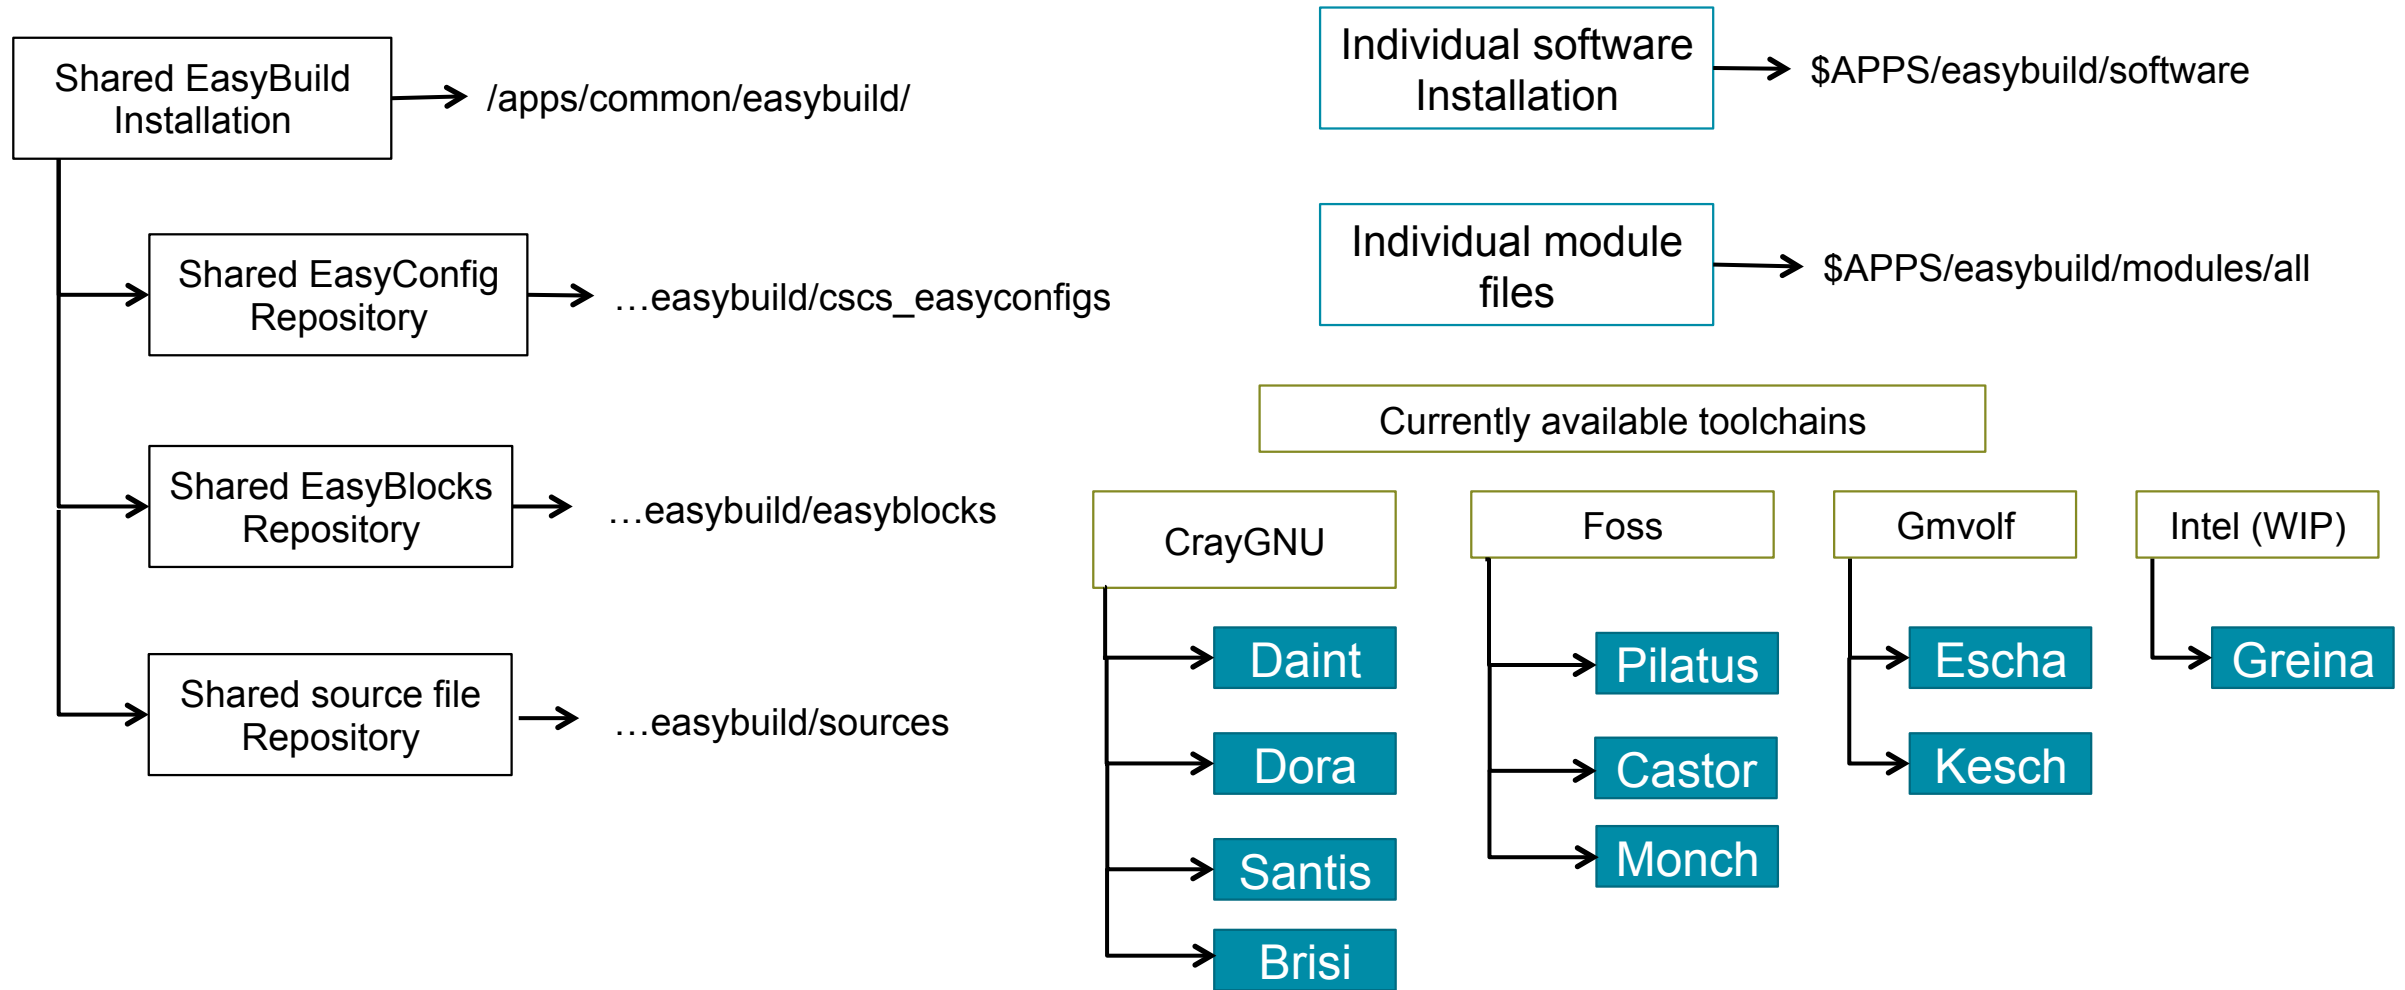 Shared EasyBuild
Installation
/apps/common/easybuild/
Shared EasyConfig
Repository
…easybuild/cscs_easyconfigs
Shared EasyBlocks
Repository
…easybuild/easyblocks
Shared source file
Repository
…easybuild/sources
Individual software
Installation
$APPS/easybuild/software
Individual module
files
$APPS/easybuild/modules/all
Currently available toolchains
CrayGNU
Daint
Dora
Santis
Brisi
Foss
Pilatus
Castor
Monch
Gmvolf
Escha
Kesch
Intel (WIP)
Greina